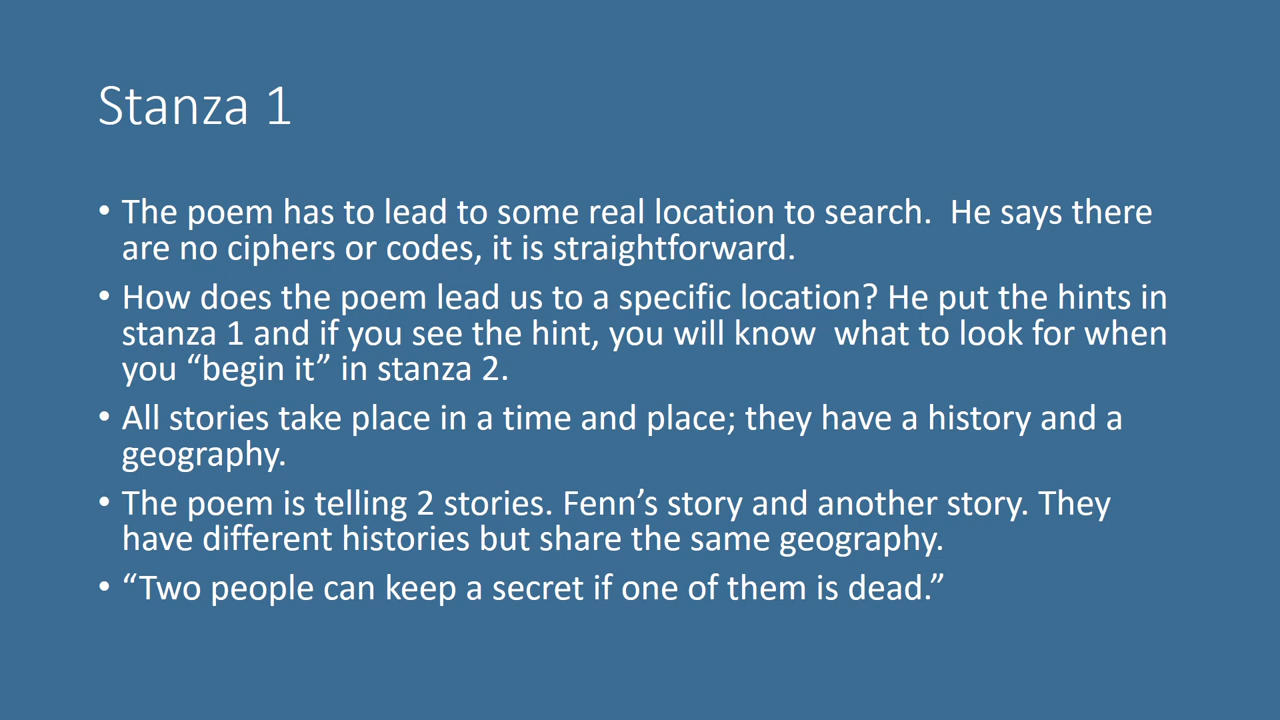 Stanza 1
• The poem has to lead to some real location to search.  He says there
are no ciphers or codes, it is straightforward.
• How does the poem lead us to a specific location? He put the hints in
stanza 1 and if you see the hint, you will know  what to look for when
you “begin it” in stanza 2.
• All stories take place in a time and place; they have a history and a
geography.
• The poem is telling 2 stories. Fenn’s story and another story. They
have different histories but share the same geography.
• “Two people can keep a secret if one of them is dead.”